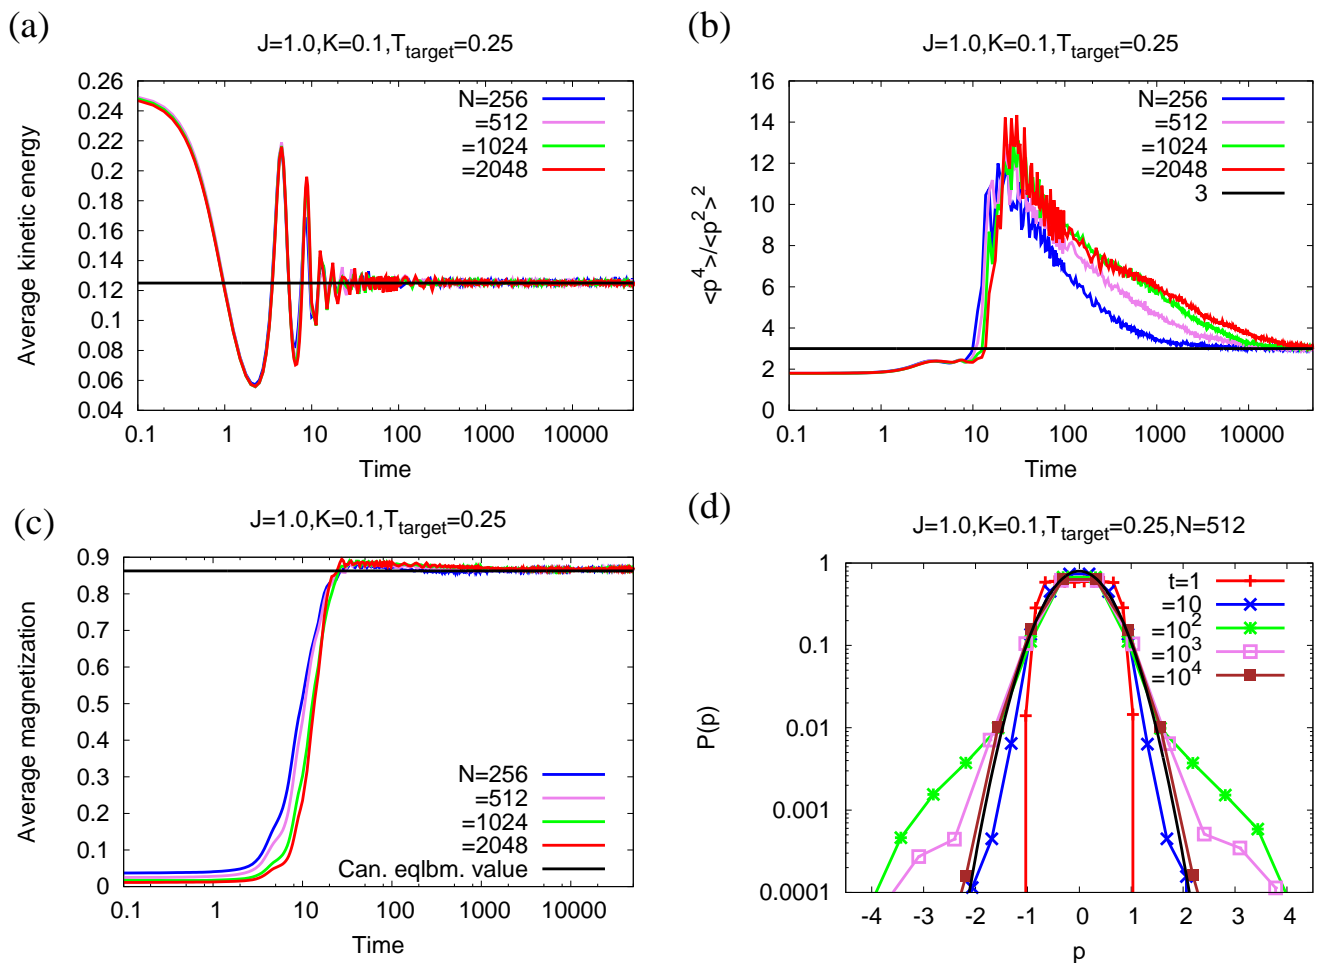 (a)
J=1.0,K=0.1,T_target=0.25
Average kinetic energy
0.26
0.24
0.22
0.2
0.18
0.16
0.14
0.12
0.1
0.08
0.06
0.04
N=256
=512
=1024
=2048
0.1 1 10 100 1000 10000
Time
(b)
J=1.0,K=0.1,T_target=0.25
<p^4>/<p^2>^2
16
14
12
10
8
6
4
2
0
N=256
=512
=1024
=2048
3
0.1 1 10 100 1000 10000
Time
(c)
J=1.0,K=0.1,T_target=0.25
Average magnetization
0.9
0.8
0.7
0.6
0.5
0.4
0.3
0.2
0.1
0
N=256
=512
=1024
=2048
Can. eqlbm. value
0.1 1 10 100 1000 10000
Time
(d)
J=1.0,K=0.1,T_target=0.25,N=512
P(p)
1
0.1
0.01
0.001
0.0001
t=1
=10
=10^2
=10^3
=10^4
-4 -3 -2 -1 0 1 2 3 4
p